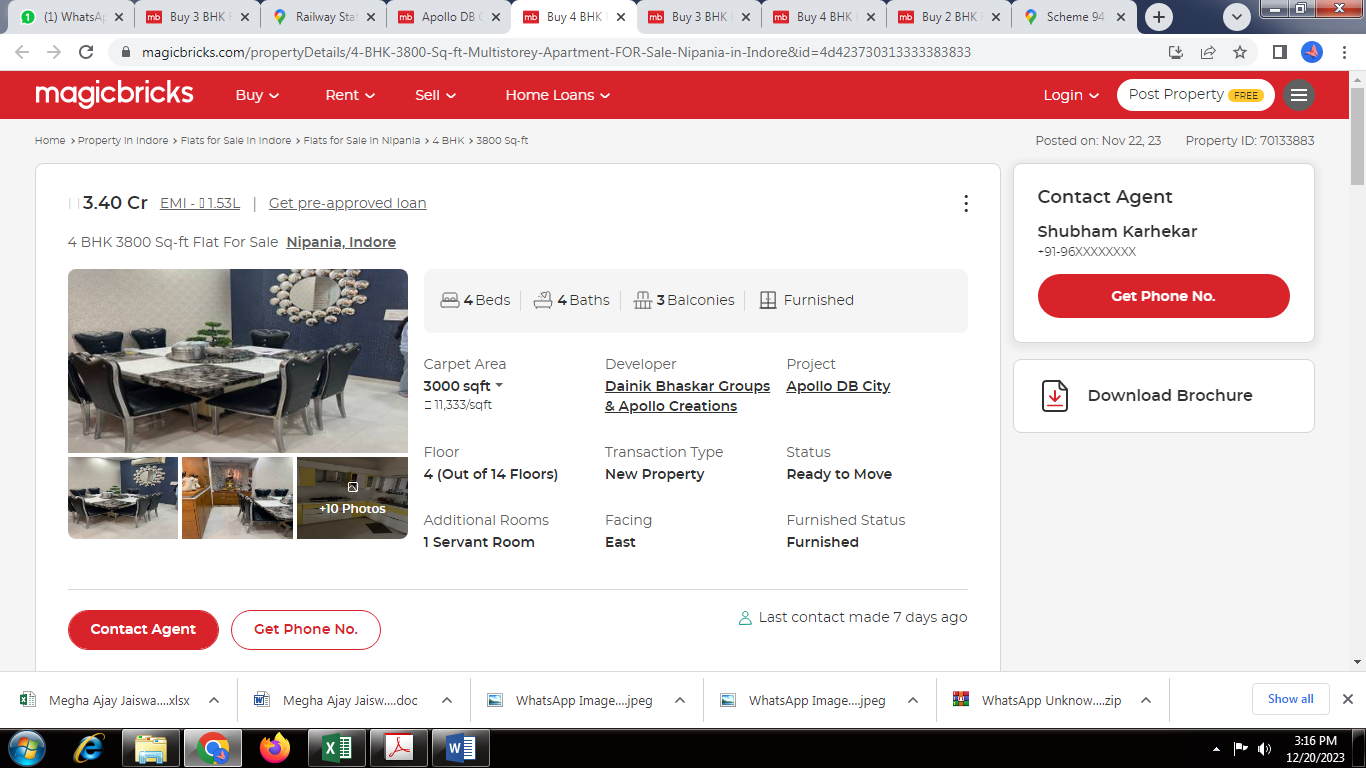 (1) WhatsA
Buy 3 BHK F
Railway Stat
Apollo DB C
Buy 4 BHK F
Buy 3 BHK F
Buy 4 BHK F
Buy 2 BHK F
Scheme 94
magicbricks.com/propertyDetails/4-BHK-3800-Sq-ft-Multistorey-Apartment-FOR-Sale-Nipania-in-Indore&id=4d423730313333383833
magicbricks
Buy
Rent
Sell
Home Loans
Login
Post Property FREE
Home > Property in Indore > Flats for Sale in Indore > Flats for Sale in Nipania > 4 BHK > 3800 Sq-ft
Posted on: Nov 22, 23 Property ID: 70133883
3.40 Cr EMI - 1.53L | Get pre-approved loan
4 BHK 3800 Sq-ft Flat For Sale Nipania, Indore
4 Beds 4 Baths 3 Balconies Furnished
Carpet Area
3000 sqft
11,333/sqft
Developer
Dainik Bhaskar Groups
& Apollo Creations
Project
Apollo DB City
Floor
4 (Out of 14 Floors)
Transaction Type
New Property
Status
Ready to Move
+10 Photos
Additional Rooms
1 Servant Room
Facing
East
Furnished Status
Furnished
Contact Agent
Get Phone No.
Last contact made 7 days ago
Contact Agent
Shubham Karhekar
+91-96XXXXXXXX
Get Phone No.
Download Brochure
Megha Ajay Jaiswa....xlsx
Megha Ajay Jaisw....doc
WhatsApp Image....jpeg
WhatsApp Image....jpeg
WhatsApp Unknow....zip
Show all
3:16 PM
12/20/2023